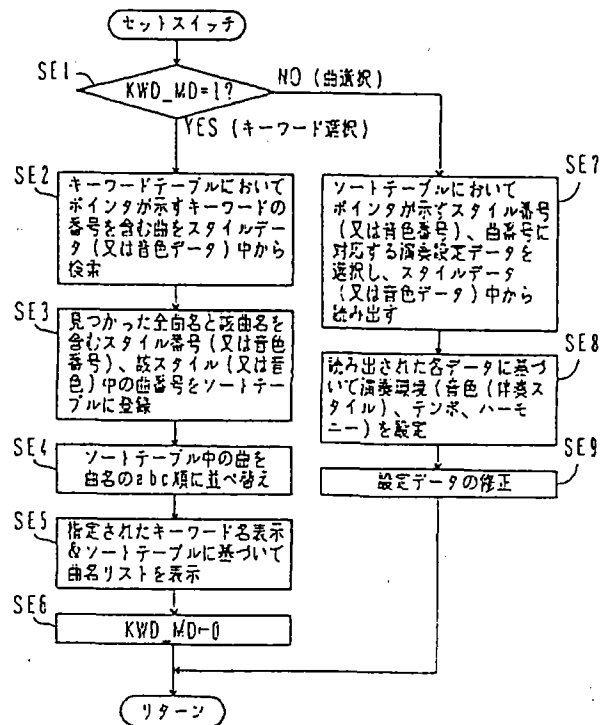 セットスイッチ
SE1
KWD_MD=1?
NO (曲選択)
YES (キーワード選択)
SE2
キーワードテーブルにおいて
ポインタが示すキーワードの
番号を含む曲をスタイルデー
タ(又は音色データ)中から
検索
SE3
見つかった全曲名と該曲名を
含むスタイル番号(又は音色
番号)、該スタイル(又は音
色)中の曲番号をソートテー
ブルに登録
SE4
ソートテーブル中の曲を
曲名のabc順に並べ替え
SE5
指定されたキーワード名表示
&ソートテーブルに基づいて
曲名リストを表示
SE6
KWD_MD←0
SE7
ソートテーブルにおいて
ポインタが示すスタイル番号
(又は音色番号)、曲番号に
対応する演奏設定データを
選択し、スタイルデータ
(又は音色データ)中から
読み出す
SE8
読み出された各データに基づ
いて演奏環境(音色(伴奏ス
タイル)、テンポ、ハーモ
ニー)を設定
SE9
設定データの修正
リターン